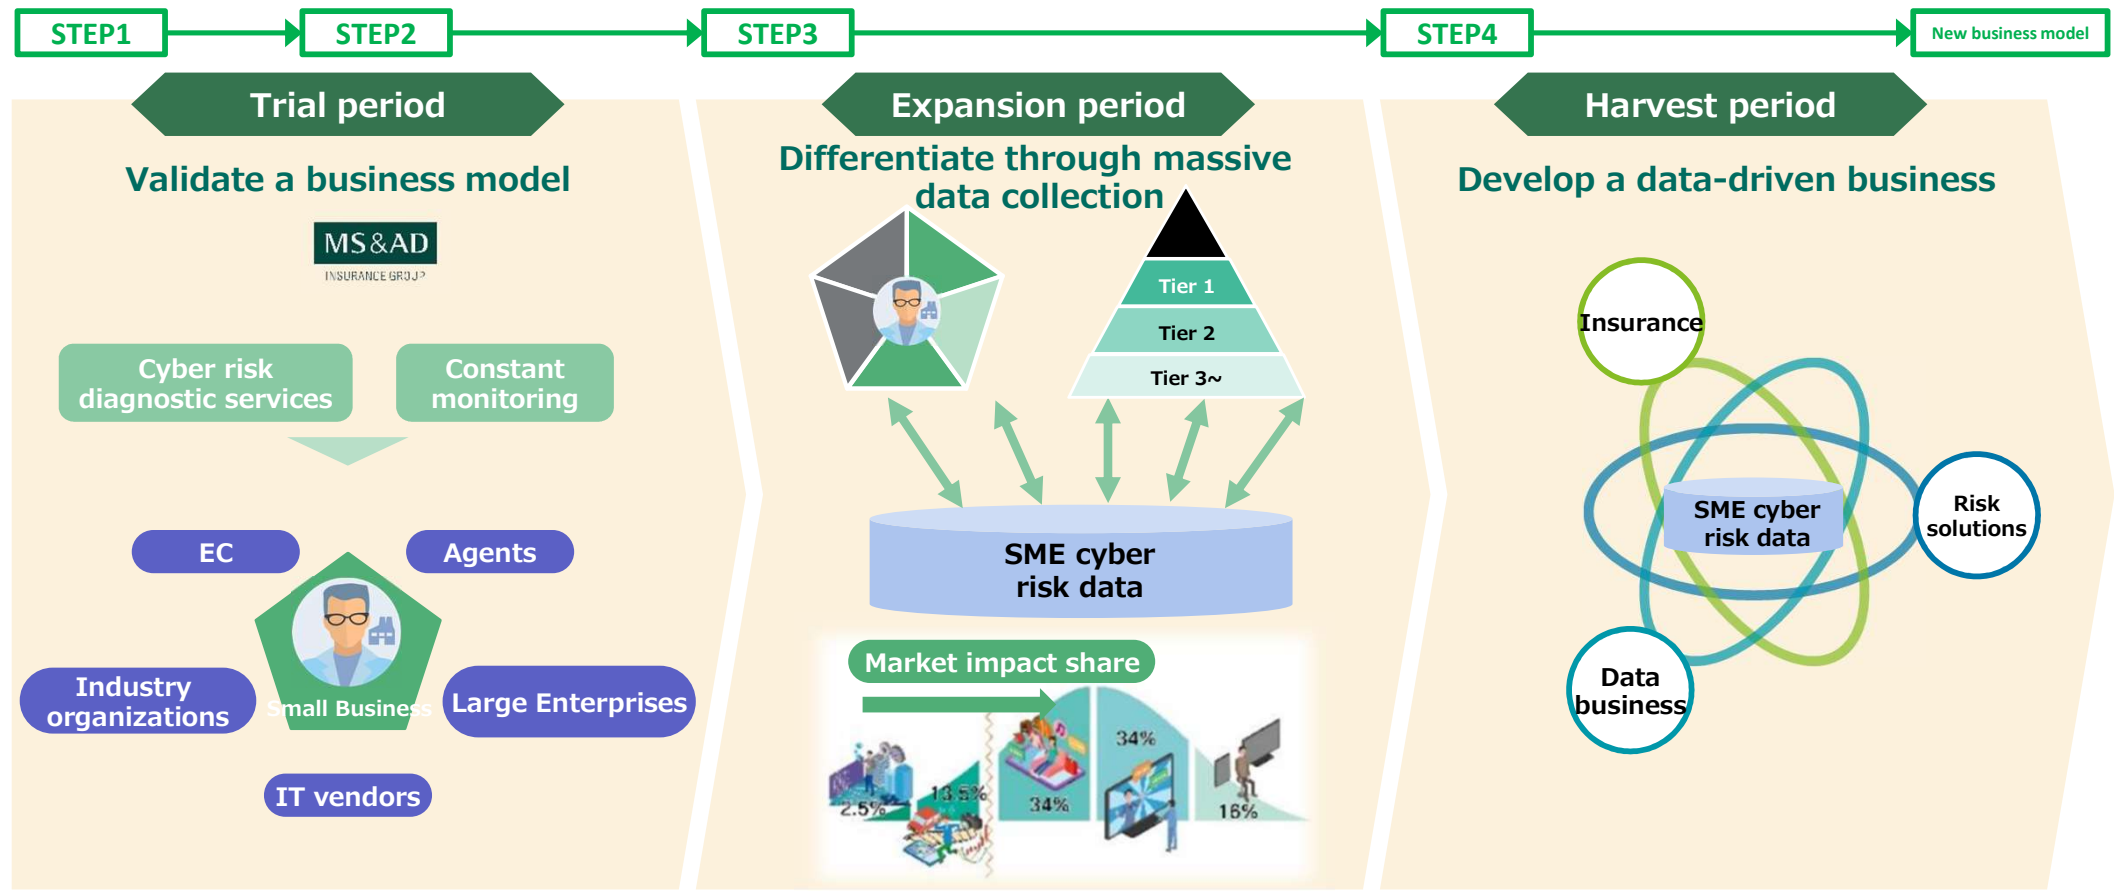 STEP1
STEP2
STEP3
STEP4
New business model
Trial period
Validate a business model
MS&AD
INSURANCE GROUP
Cyber risk
diagnostic services
Constant
monitoring
EC
Agents
Industry
organizations
Small Business
Large Enterprises
IT vendors
Expansion period
Differentiate through massive
data collection
Tier 1
Tier 2
Tier 3~
SME cyber
risk data
Market impact share
2.5%
13.5%
34%
34%
16%
Harvest period
Develop a data-driven business
Insurance
SME cyber
risk data
Risk
solutions
Data
business